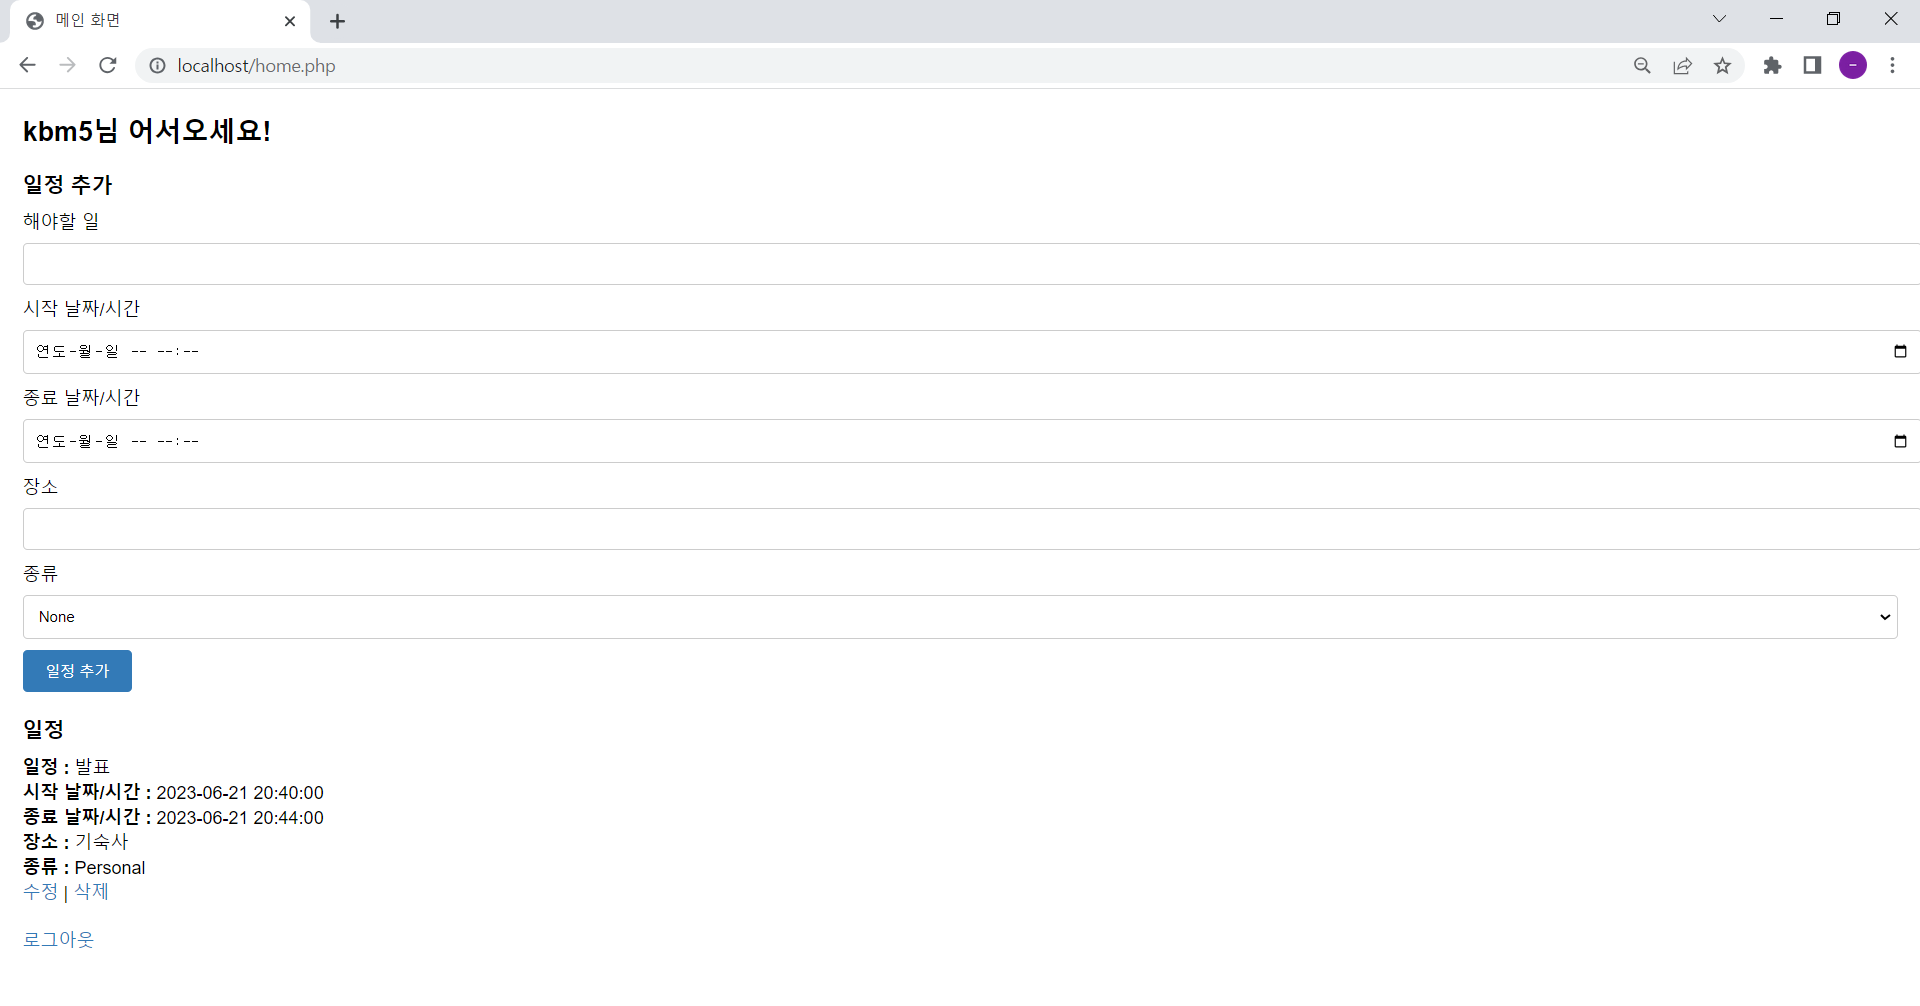 메인 화면
localhost/home.php
kbm5님 어서오세요!
일정 추가
해야할 일
시작 날짜/시간
연도-월-일 -- --:--
종료 날짜/시간
연도-월-일 -- --:--
장소
종류
None
일정 추가
일정
일정 : 발표
시작 날짜/시간 : 2023-06-21 20:40:00
종료 날짜/시간 : 2023-06-21 20:44:00
장소 : 기숙사
종류 : Personal
수정 | 삭제
로그아웃